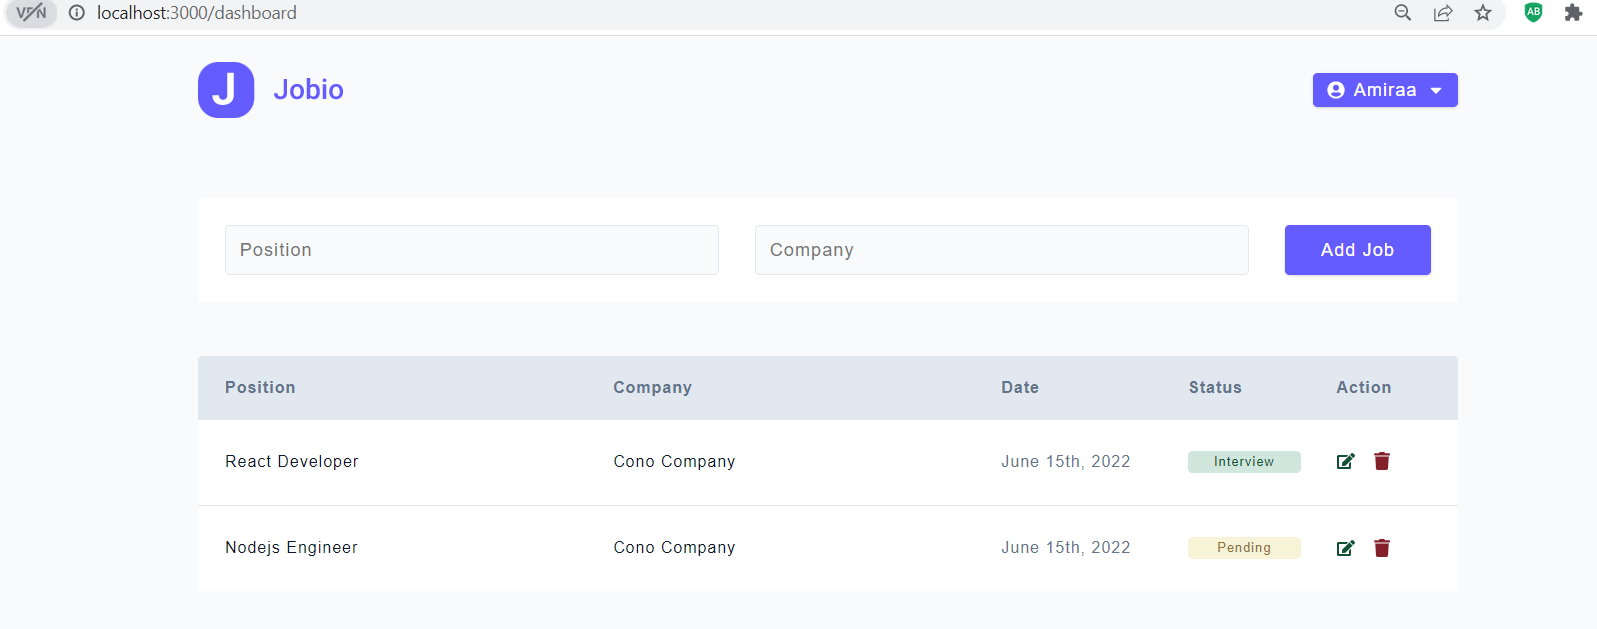 VPN localhost:3000/dashboard AB
J Jobio Amiraa
Position Company Add Job
Position Company Date Status Action
React Developer Cono Company June 15th, 2022 Interview
Nodejs Engineer Cono Company June 15th, 2022 Pending